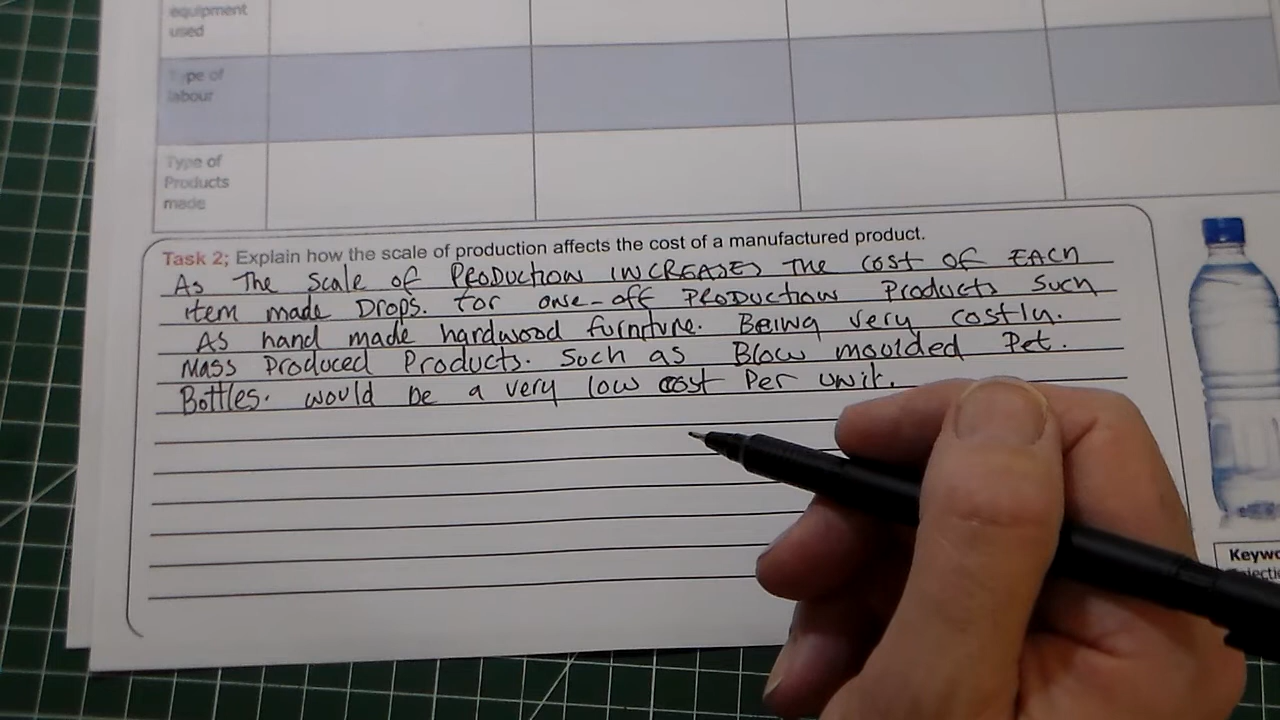 equipment
used
Type of
labour
Type of
Products
made
Task 2; Explain how the scale of production affects the cost of a manufactured product.
As The Scale of PRODUCTION INCREASES THE cost of EACH
item made Drops. for one-off PRODUCTION Products Such
As hand made hardwood furniture. Being very costly.
Mass Produced Products. Such as Blow moulded Pet.
Bottles. would be a very low cost Per unit.
Keywo
njectio